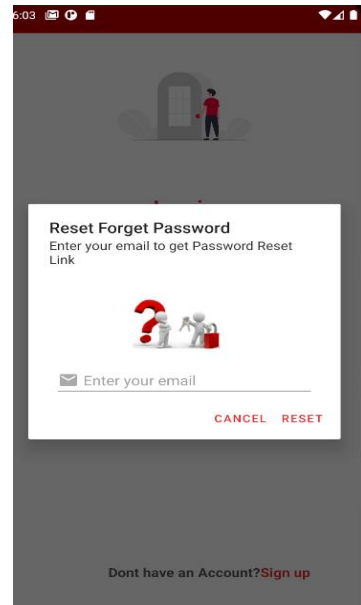 6:03
Reset Forget Password
Enter your email to get Password Reset
Link
Enter your email
CANCEL RESET
Dont have an Account?Sign up